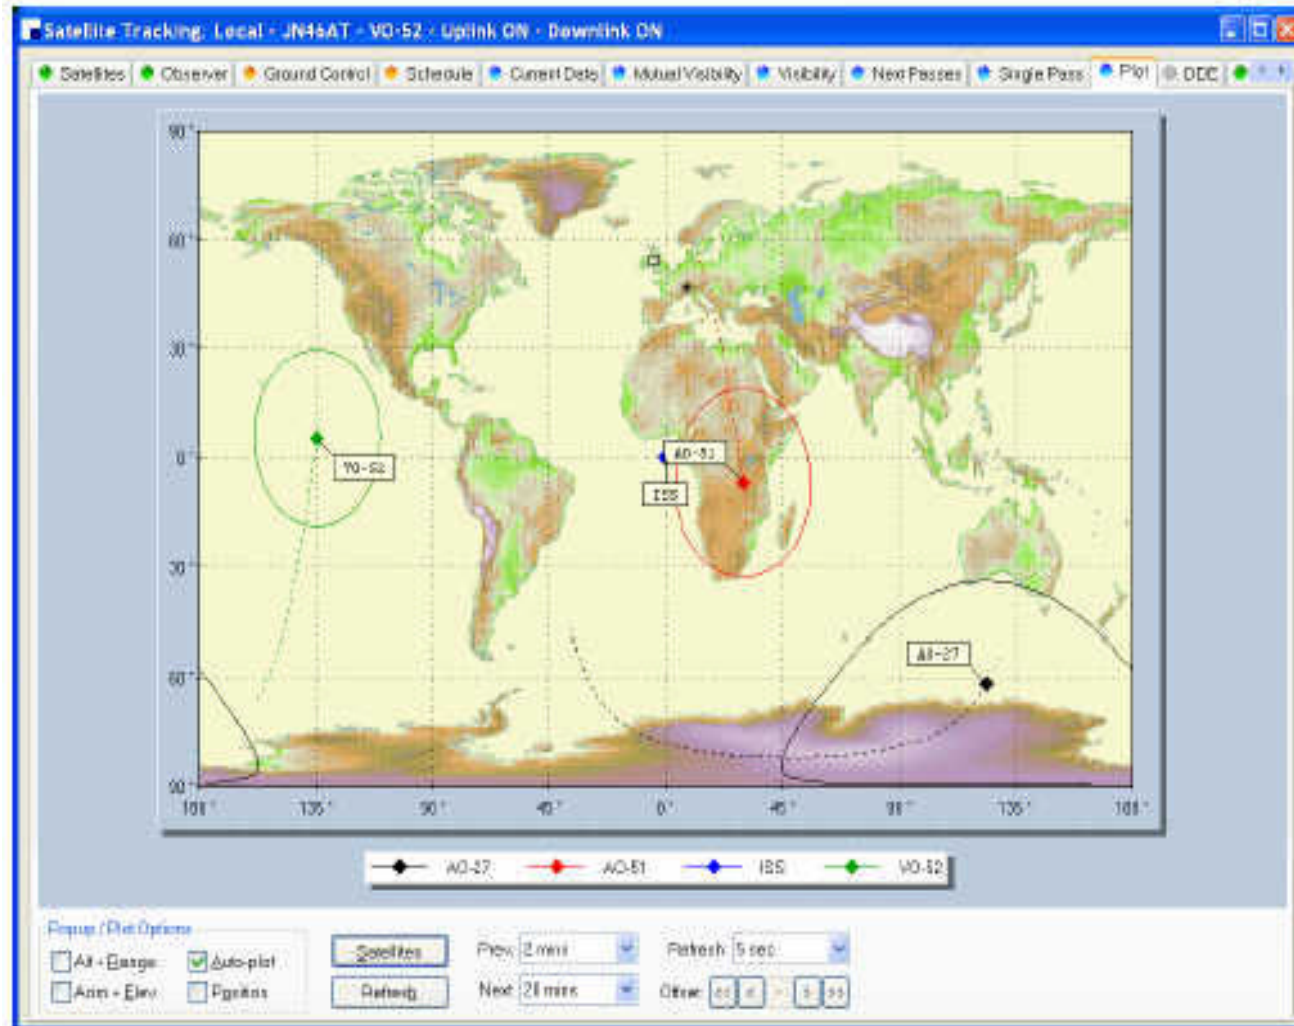 Satellite Tracking: Local - JN46AT - VO-52 - Uplink ON - Downlink ON
Satellites Observer Ground Control Schedule Current Data Mutual Visibility Visibility Next Passes Single Pass Plot DDE
90°
60°
30°
0°
30°
60°
90°
VO-52
AO-51
ISS
AO-27
180° 135° 90° 45° 0° 45° 90° 135° 180°
AO-27 AO-51 ISS VO-52
Popup / Plot Options
Alt + Range Auto-plot
Azim + Elev Position
Satellites
Refresh
Prev: 2 mins
Next: 20 mins
Refresh: 5 sec
Offset: << < > >>